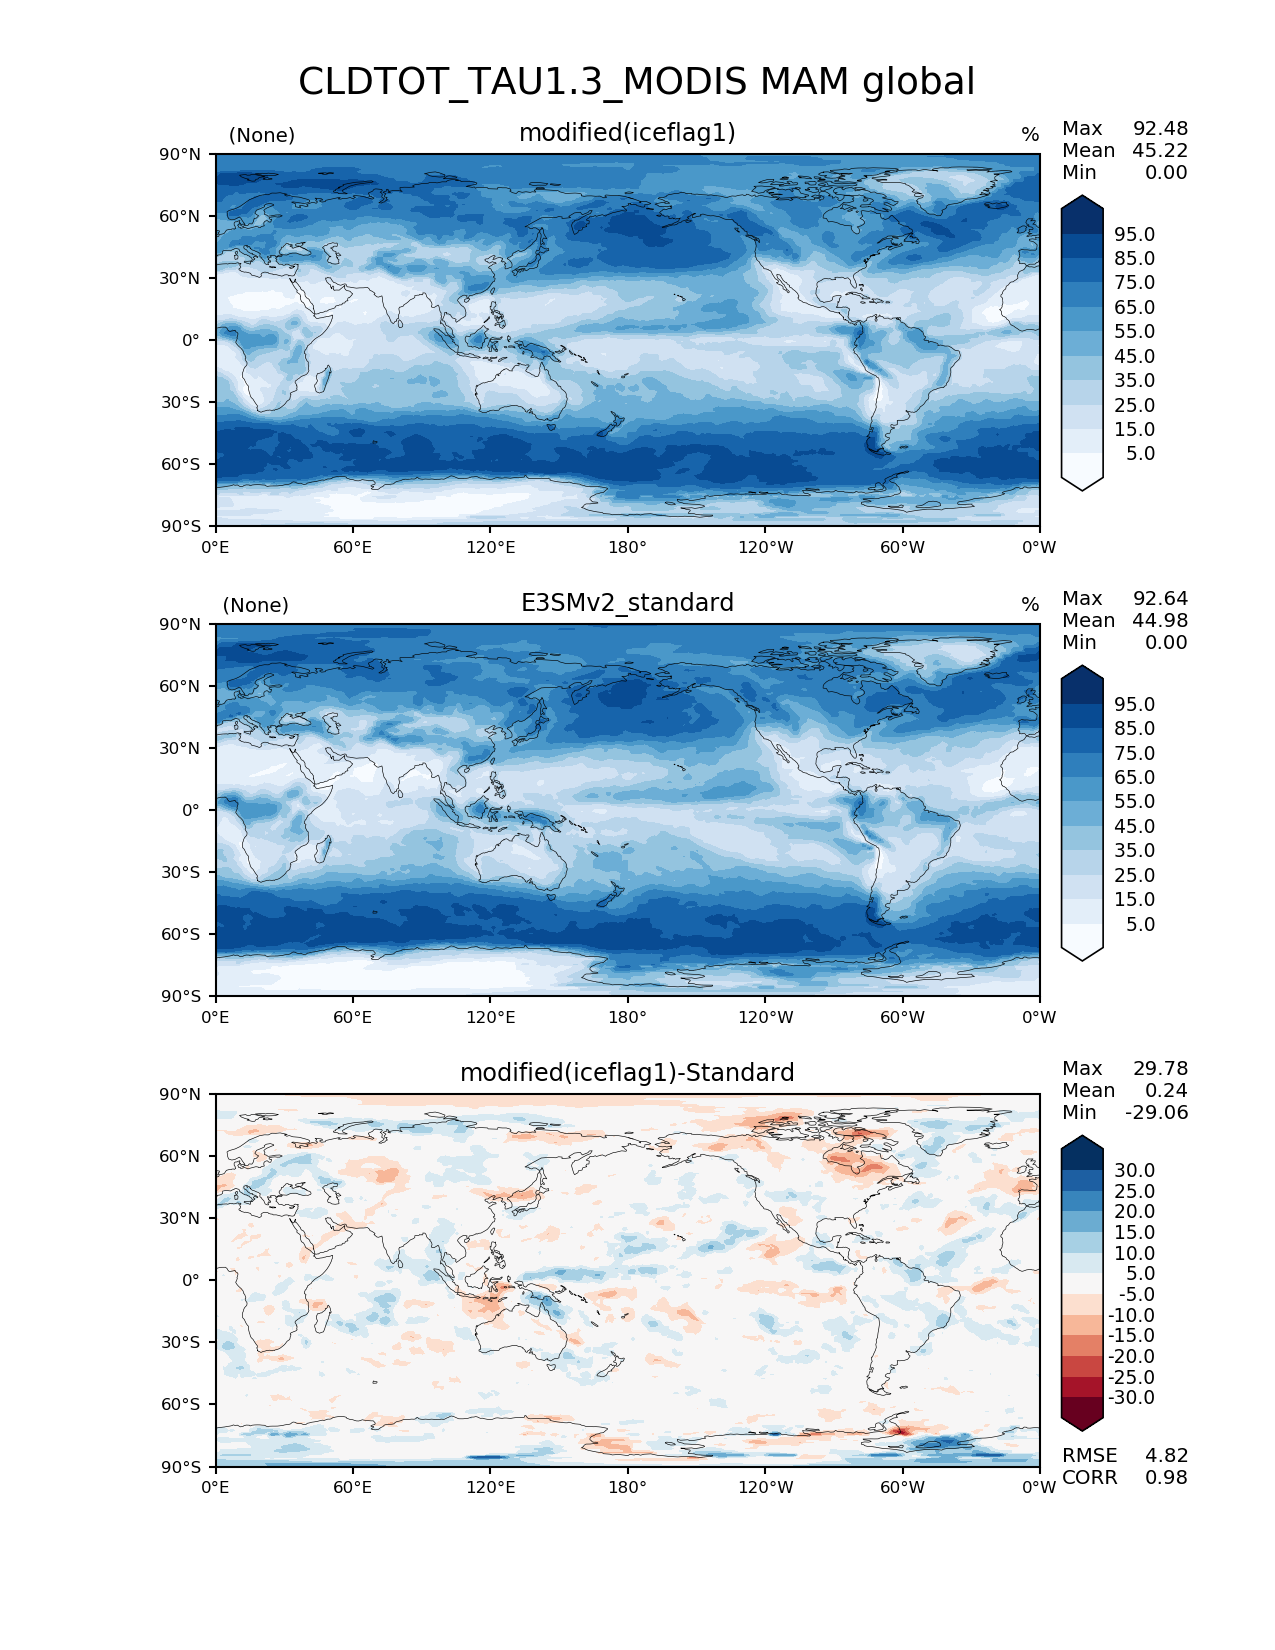 CLDTOT_TAU1.3_MODIS MAM global
(None) modified(iceflag1) %
Max 92.48
Mean 45.22
Min 0.00
90°N
60°N
30°N
0°
30°S
60°S
90°S
0°E 60°E 120°E 180° 120°W 60°W 0°W
95.0
85.0
75.0
65.0
55.0
45.0
35.0
25.0
15.0
5.0
(None) E3SMv2_standard %
Max 92.64
Mean 44.98
Min 0.00
90°N
60°N
30°N
0°
30°S
60°S
90°S
0°E 60°E 120°E 180° 120°W 60°W 0°W
95.0
85.0
75.0
65.0
55.0
45.0
35.0
25.0
15.0
5.0
modified(iceflag1)-Standard
Max 29.78
Mean 0.24
Min -29.06
90°N
60°N
30°N
0°
30°S
60°S
90°S
0°E 60°E 120°E 180° 120°W 60°W 0°W
30.0
25.0
20.0
15.0
10.0
5.0
-5.0
-10.0
-15.0
-20.0
-25.0
-30.0
RMSE 4.82
CORR 0.98